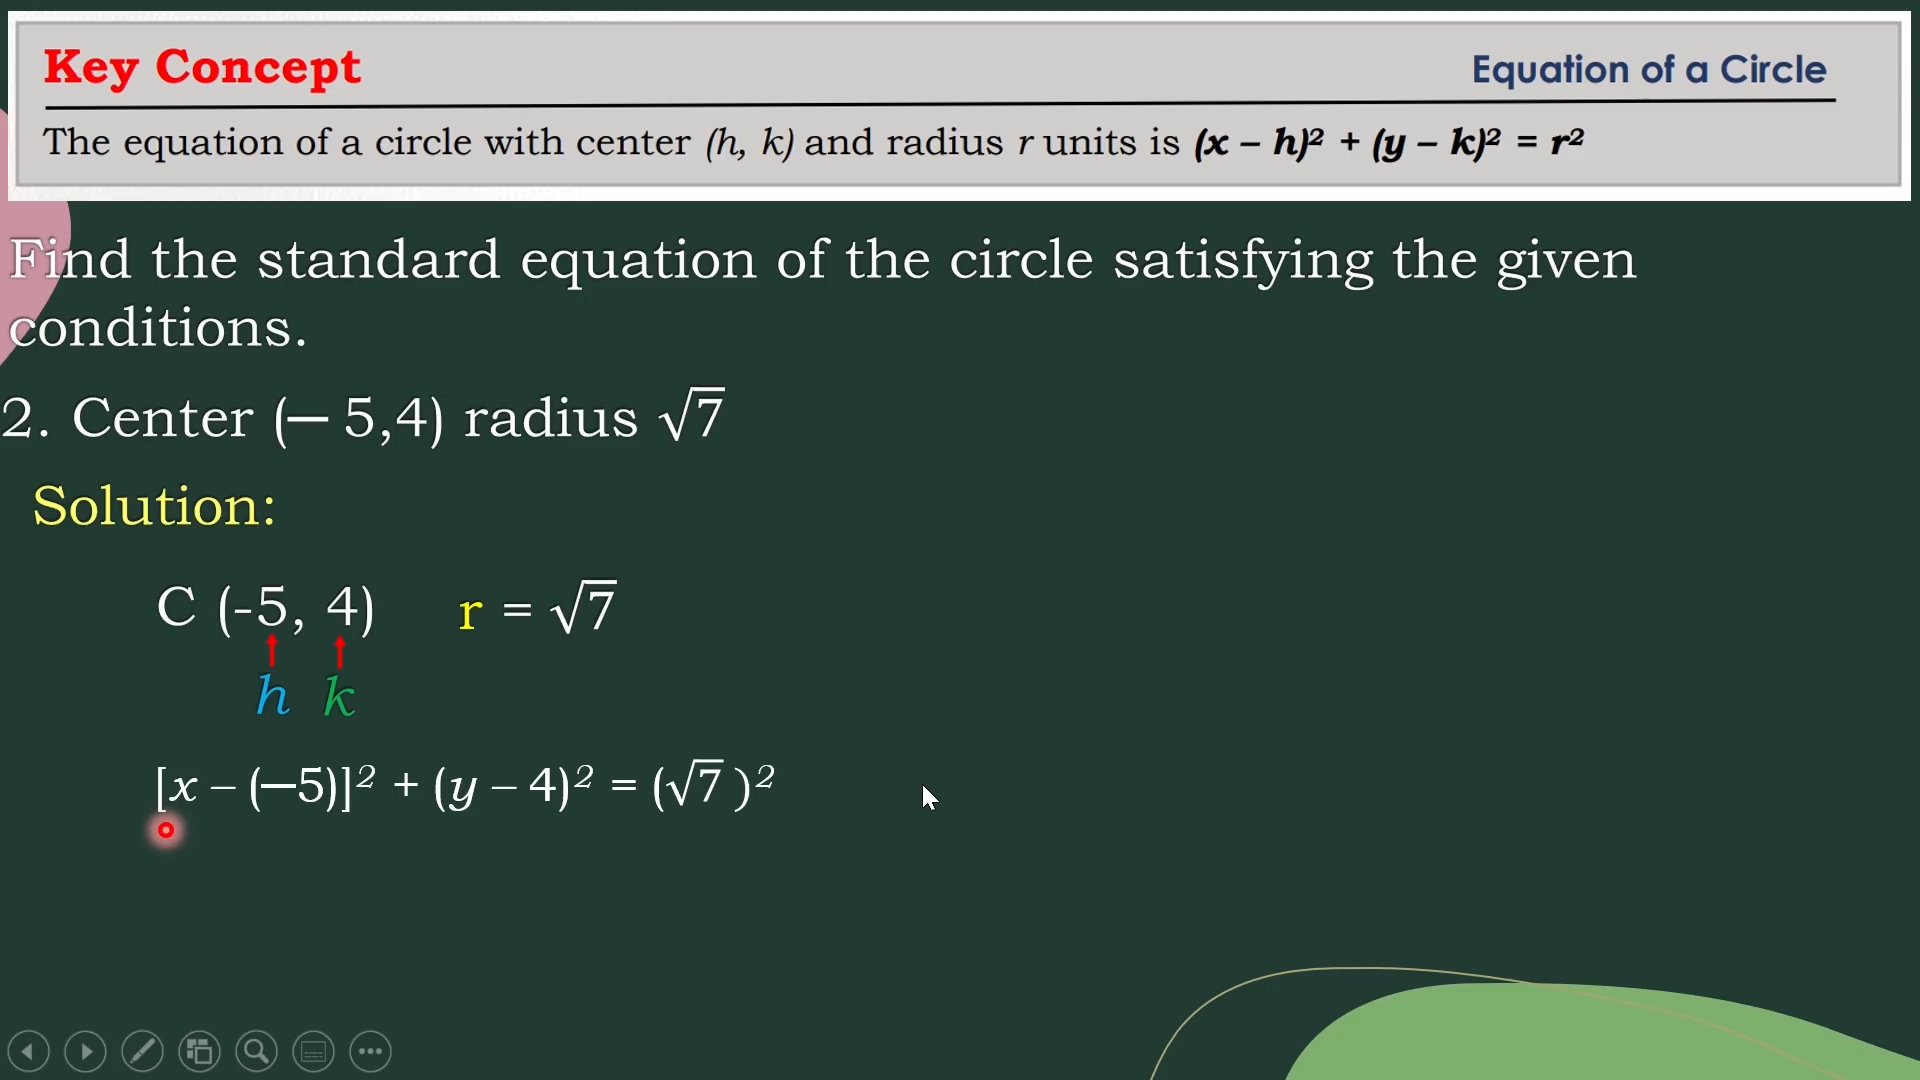 Key Concept
Equation of a Circle
The equation of a circle with center (h, k) and radius r units is (x – h)² + (y – k)² = r²
Find the standard equation of the circle satisfying the given
conditions.
2. Center (− 5,4) radius √7
Solution:
C (-5, 4) r = √7
h k
[x – (−5)]² + (y – 4)² = (√7 )²